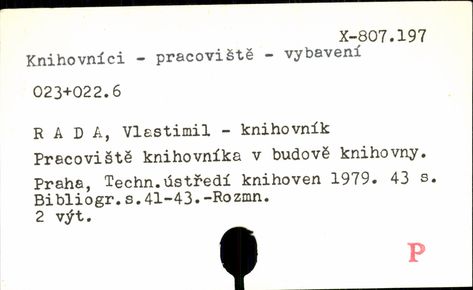 X-807.197
Knihovníci - pracoviště - vybavení
023+022.6
R A D A, Vlastimil - knihovník
Pracoviště knihovníka v budově knihovny.
Praha, Techn.ústředí knihoven 1979. 43 s.
Bibliogr.s.41-43.-Rozmn.
2 výt.
P